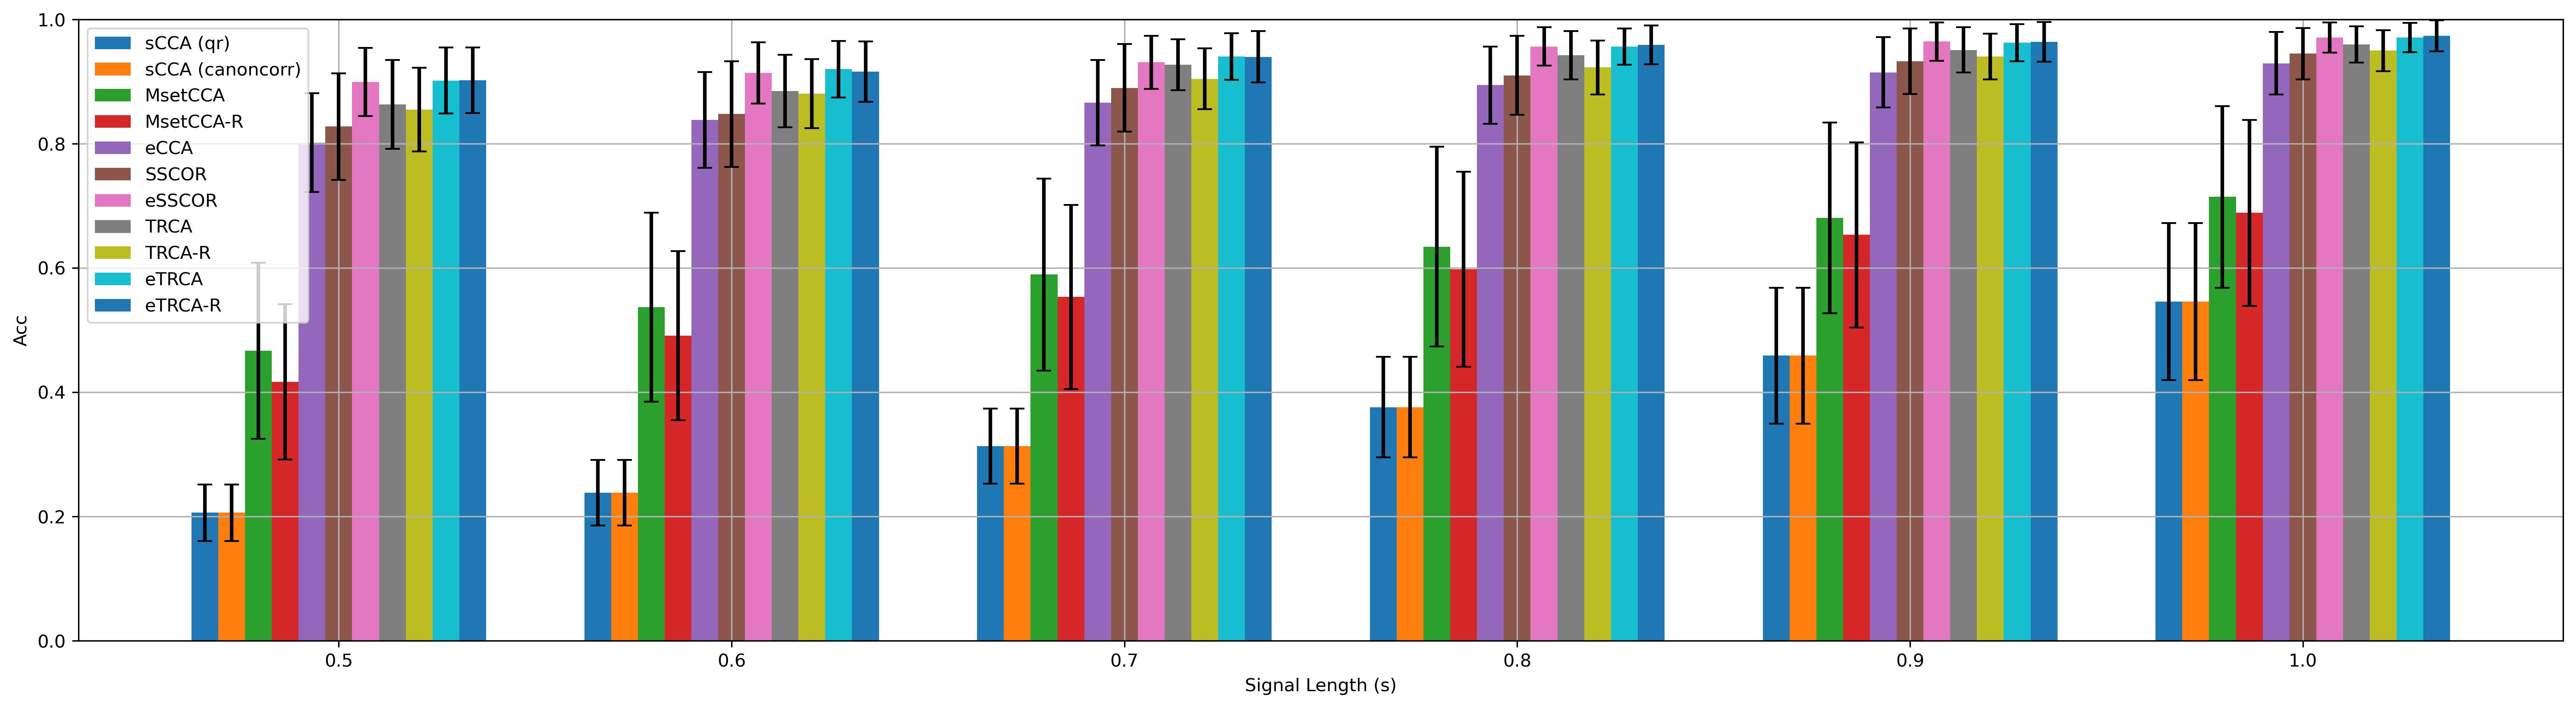 1.0
0.8
0.6
0.4
0.2
0.0
Acc
sCCA (qr)
sCCA (canoncorr)
MsetCCA
MsetCCA-R
eCCA
SSCOR
eSSCOR
TRCA
TRCA-R
eTRCA
eTRCA-R
0.5 0.6 0.7 0.8 0.9 1.0
Signal Length (s)